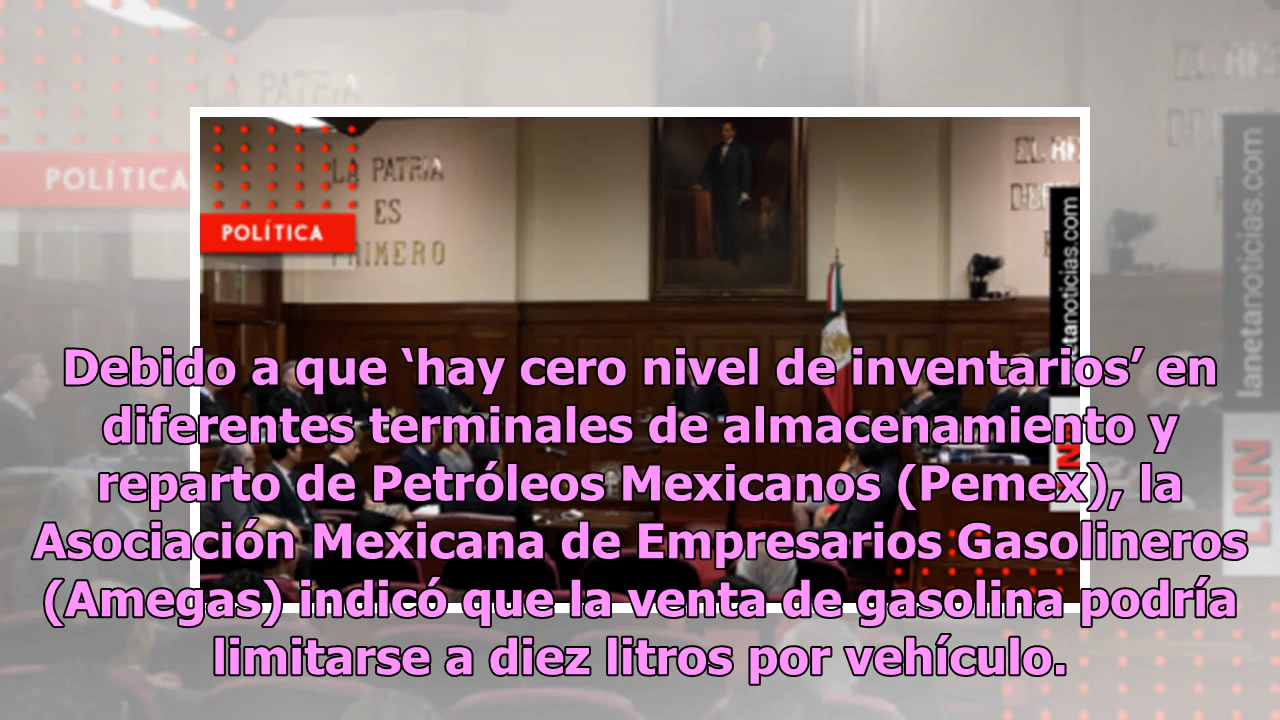 LA PATRIA
ES
PRIMERO
POLÍTICA
POLÍTICA
lanetanoticias.com
LNN
Debido a que ‘hay cero nivel de inventarios’ en
diferentes terminales de almacenamiento y
reparto de Petróleos Mexicanos (Pemex), la
Asociación Mexicana de Empresarios Gasolineros
(Amegas) indicó que la venta de gasolina podría
limitarse a diez litros por vehículo.